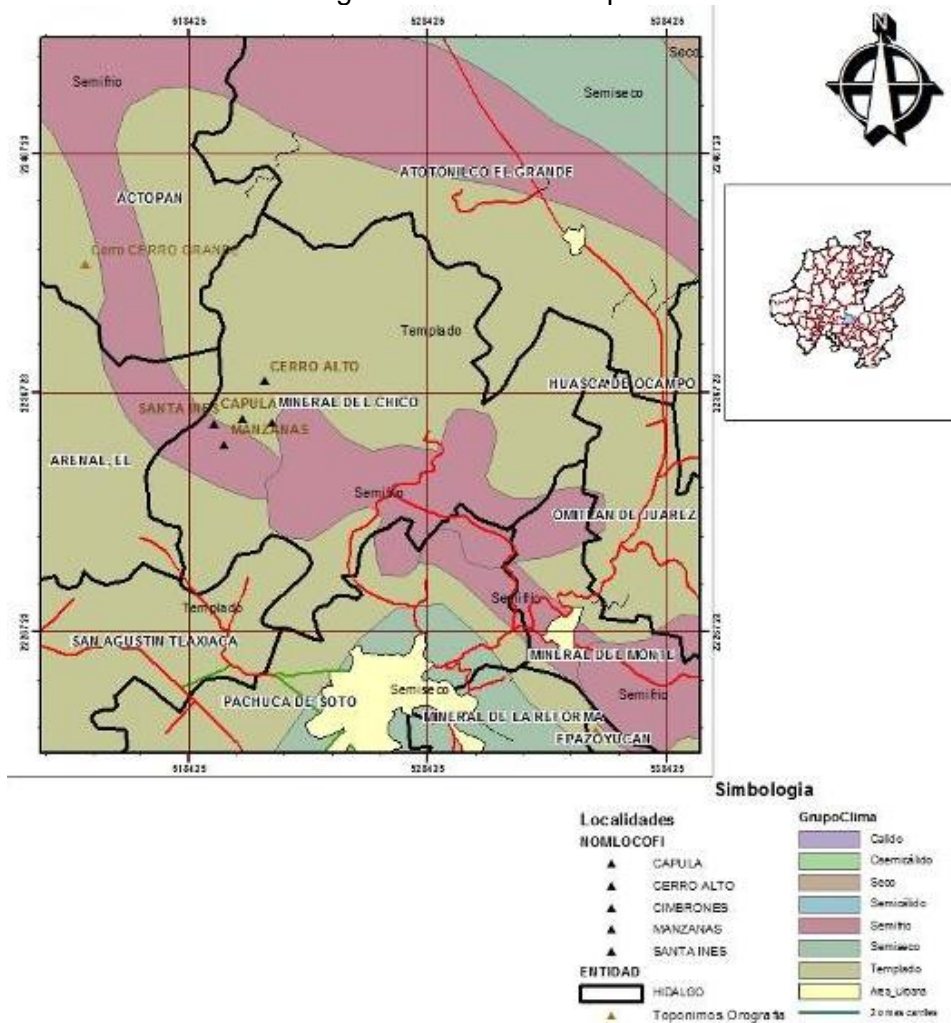 518425 528425 538425
N
Seco
Semifrio
Semiseco
ATOTONILCO EL GRANDE
ACTOPAN
Cerro CERRO GRANDE
Templado
CERRO ALTO
HUASCA DE OCAMPO
SANTA INES CAPULA MINERAL DEL CHICO
MANZANAS
ARENAL, EL
Semifrio
OMITLAN DE JUAREZ
Semifrio
Templado
SAN AGUSTIN TLAXIACA
MINERAL DEL MONTE
Semifrio
PACHUCA DE SOTO
Semiseco
MINERAL DE LA REFORMA
EPAZOYUCAN
518425 528425 538425
Simbologia
Localidades
NOMLOCOFI
CAPULA
CERRO ALTO
CIMBRONES
MANZANAS
SANTA INES
ENTIDAD
HIDALGO
Toponimos Orografia
GrupoClima
Calido
Seco
Semicálido
Semifrio
Semiseco
Templado
Area_Urbana